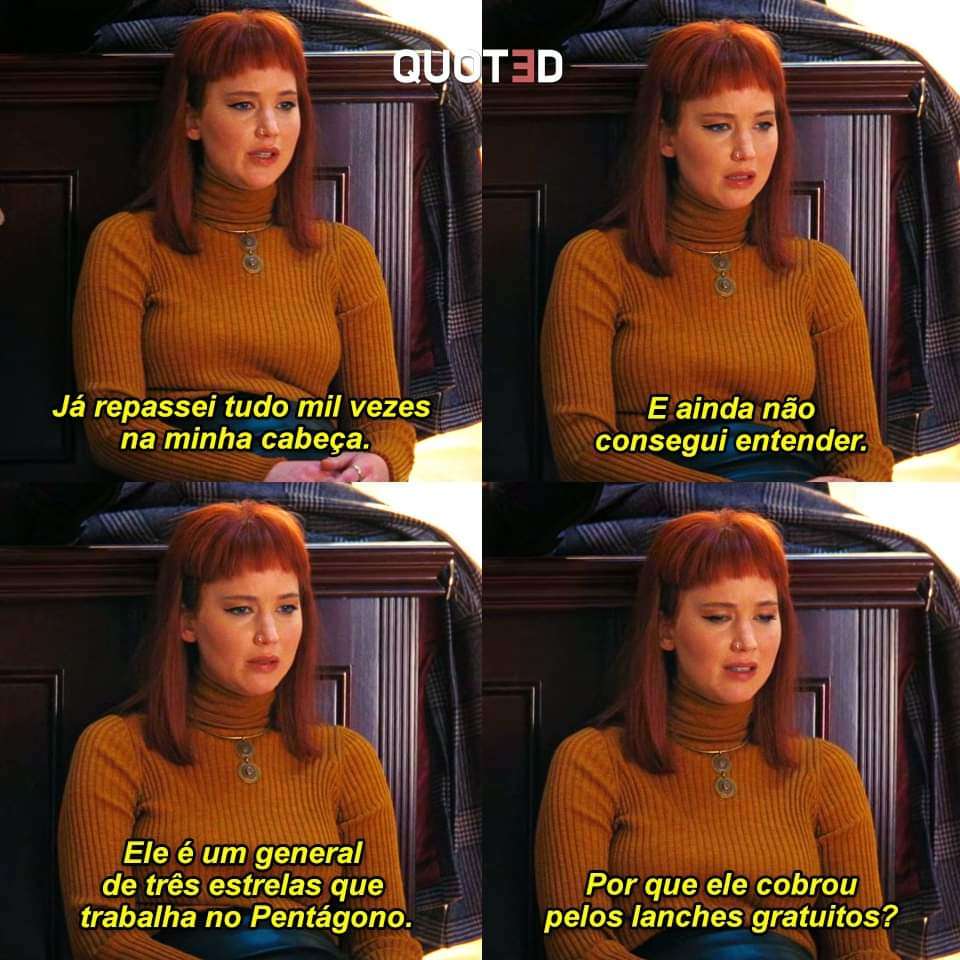 QUOTED
Já repassei tudo mil vezes
na minha cabeça.
E ainda não
consegui entender.
Ele é um general
de três estrelas que
trabalha no Pentágono.
Por que ele cobrou
pelos lanches gratuitos?